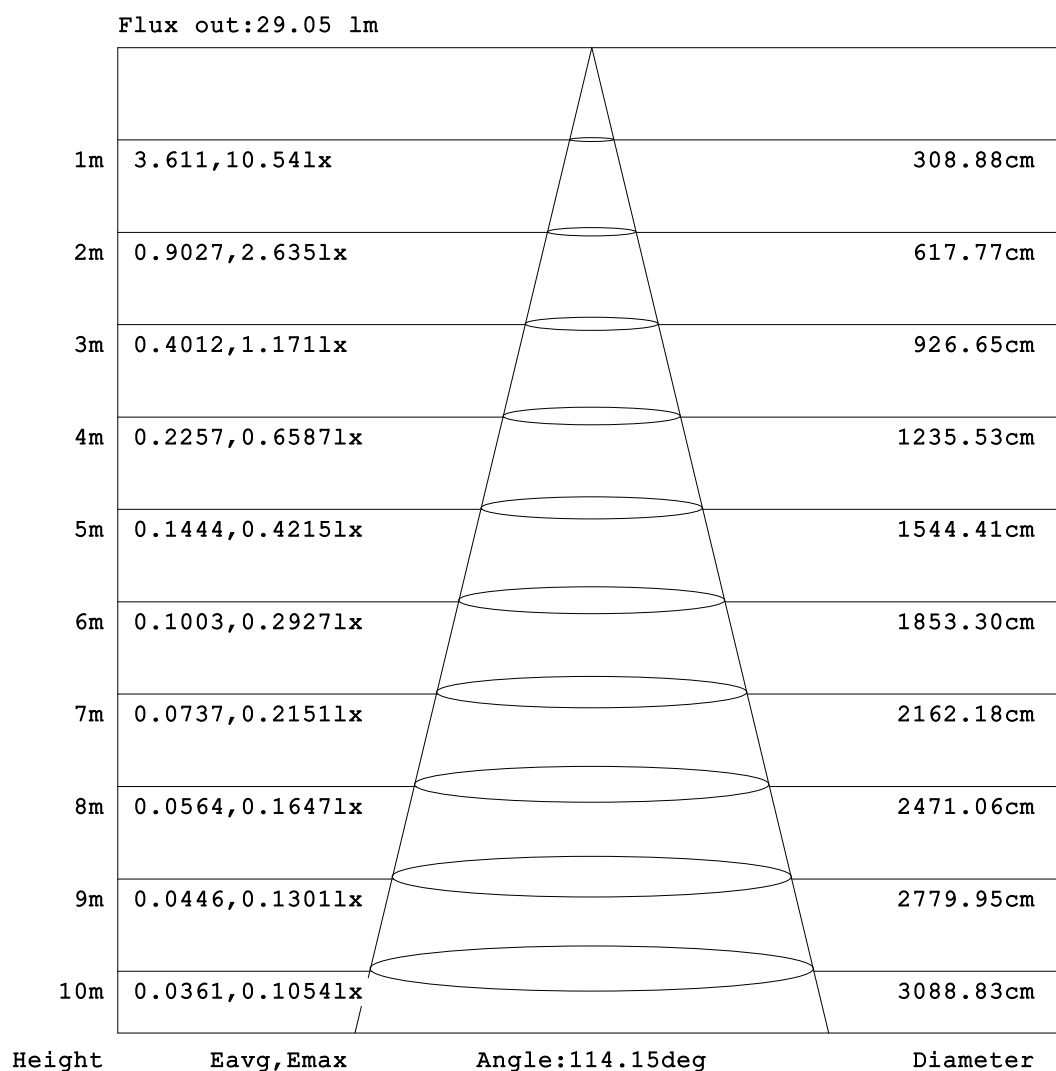 Flux out:29.05 lm
1m 3.611,10.54lx 308.88cm
2m 0.9027,2.635lx 617.77cm
3m 0.4012,1.171lx 926.65cm
4m 0.2257,0.6587lx 1235.53cm
5m 0.1444,0.4215lx 1544.41cm
6m 0.1003,0.2927lx 1853.30cm
7m 0.0737,0.2151lx 2162.18cm
8m 0.0564,0.1647lx 2471.06cm
9m 0.0446,0.1301lx 2779.95cm
10m 0.0361,0.1054lx 3088.83cm
Height Eavg,Emax Angle:114.15deg Diameter